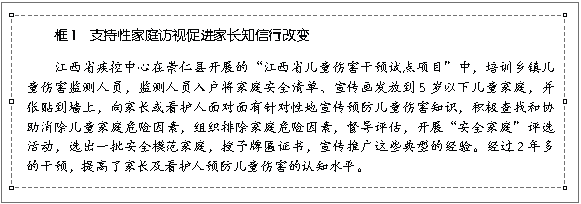 框1 支持性家庭访视促进家长知信行改变
江西省疾控中心在崇仁县开展的“江西省儿童伤害干预试点项目”中，培训乡镇儿
童伤害监测人员，监测人员入户将家庭安全清单、宣传画发放到5岁以下儿童家庭，并
张贴到墙上，向家长或看护人面对面有针对性地宣传预防儿童伤害知识，积极查找和协
助消除儿童家庭危险因素，组织排除家庭危险因素，督导评估，开展“安全家庭”评选
活动，选出一批安全模范家庭，授予牌匾证书，宣传推广这些典型的经验。经过2年多
的干预，提高了家长及看护人预防儿童伤害的认知水平。